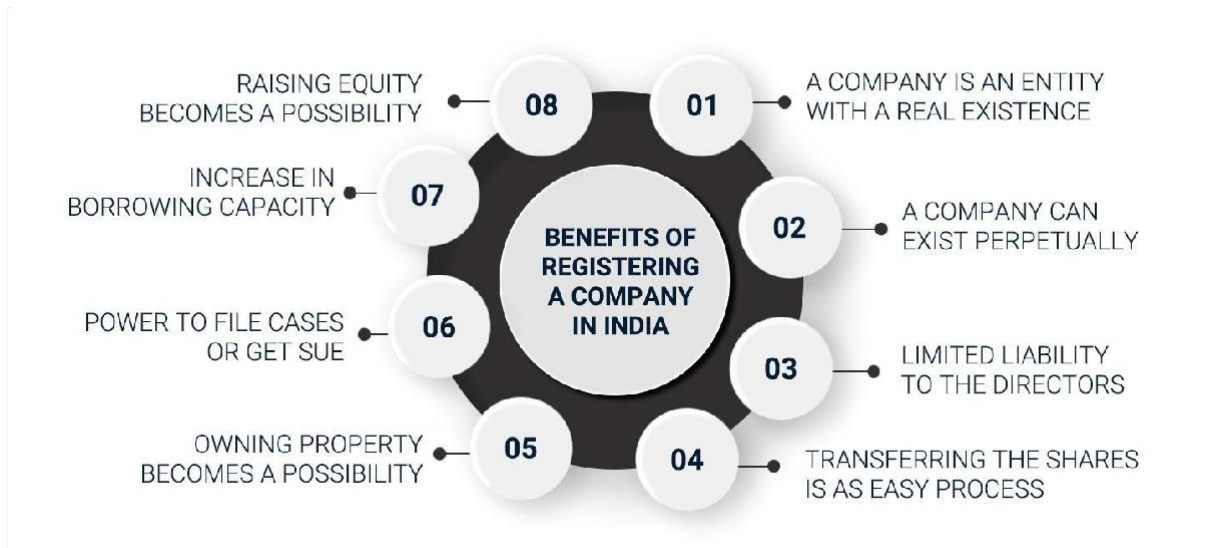 BENEFITS OF
REGISTERING
A COMPANY
IN INDIA
01
A COMPANY IS AN ENTITY
WITH A REAL EXISTENCE
02
A COMPANY CAN
EXIST PERPETUALLY
03
LIMITED LIABILITY
TO THE DIRECTORS
04
TRANSFERRING THE SHARES
IS AS EASY PROCESS
05
OWNING PROPERTY
BECOMES A POSSIBILITY
06
POWER TO FILE CASES
OR GET SUE
07
INCREASE IN
BORROWING CAPACITY
08
RAISING EQUITY
BECOMES A POSSIBILITY